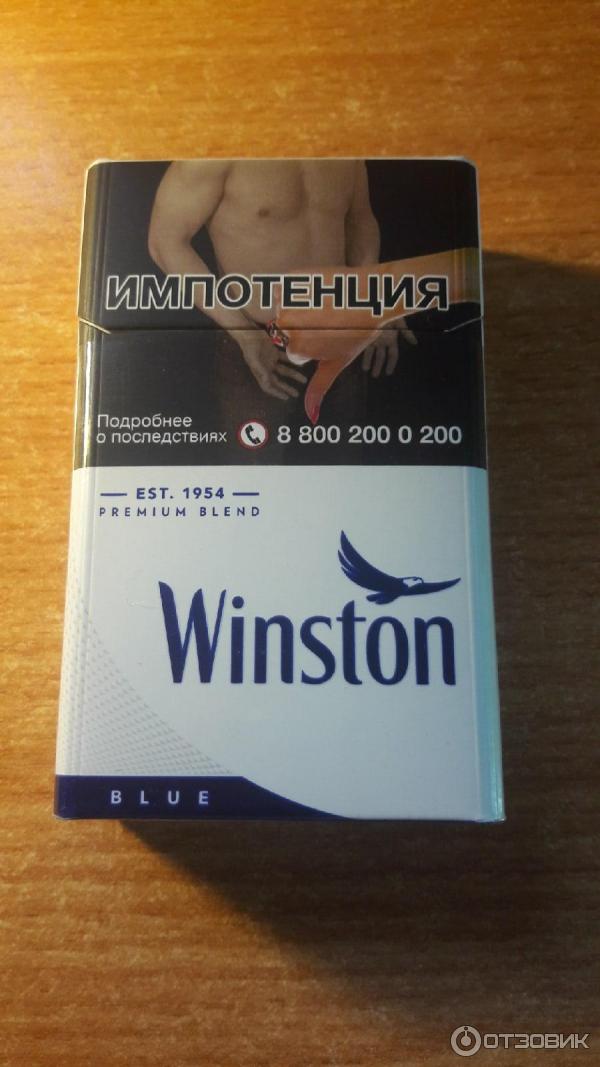 ИМПОТЕНЦИЯ
Подробнее
о последствиях 8 800 200 0 200
EST. 1954
PREMIUM BLEND
Winston
BLUE
ОТЗОВИК